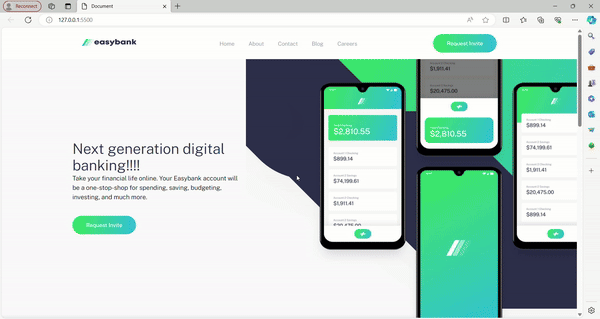 Reconnect
Document
127.0.0.1:5500
easybank
Home
About
Contact
Blog
Careers
Request Invite
Next generation digital
banking!!!!
Take your financial life online. Your Easybank account will
be a one-stop-shop for spending, saving, budgeting,
investing, and much more.
Request Invite
$2,810.55
$899.14
$74,199.61
$1,911.41
$20,475.00
$1,911.41
$20,475.00
$2,810.55
$899.14
$74,199.61
$1,911.41
$20,475.00
$899.14